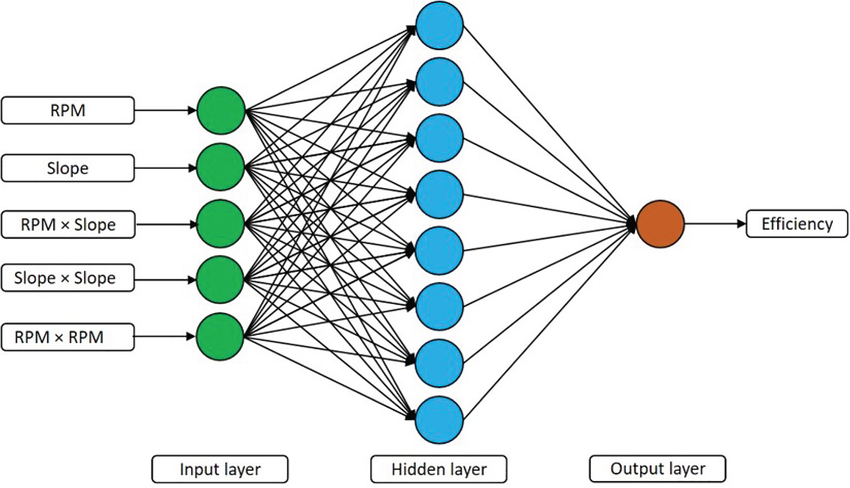 RPM
Slope
RPM × Slope
Slope × Slope
RPM × RPM
Efficiency
Input layer
Hidden layer
Output layer